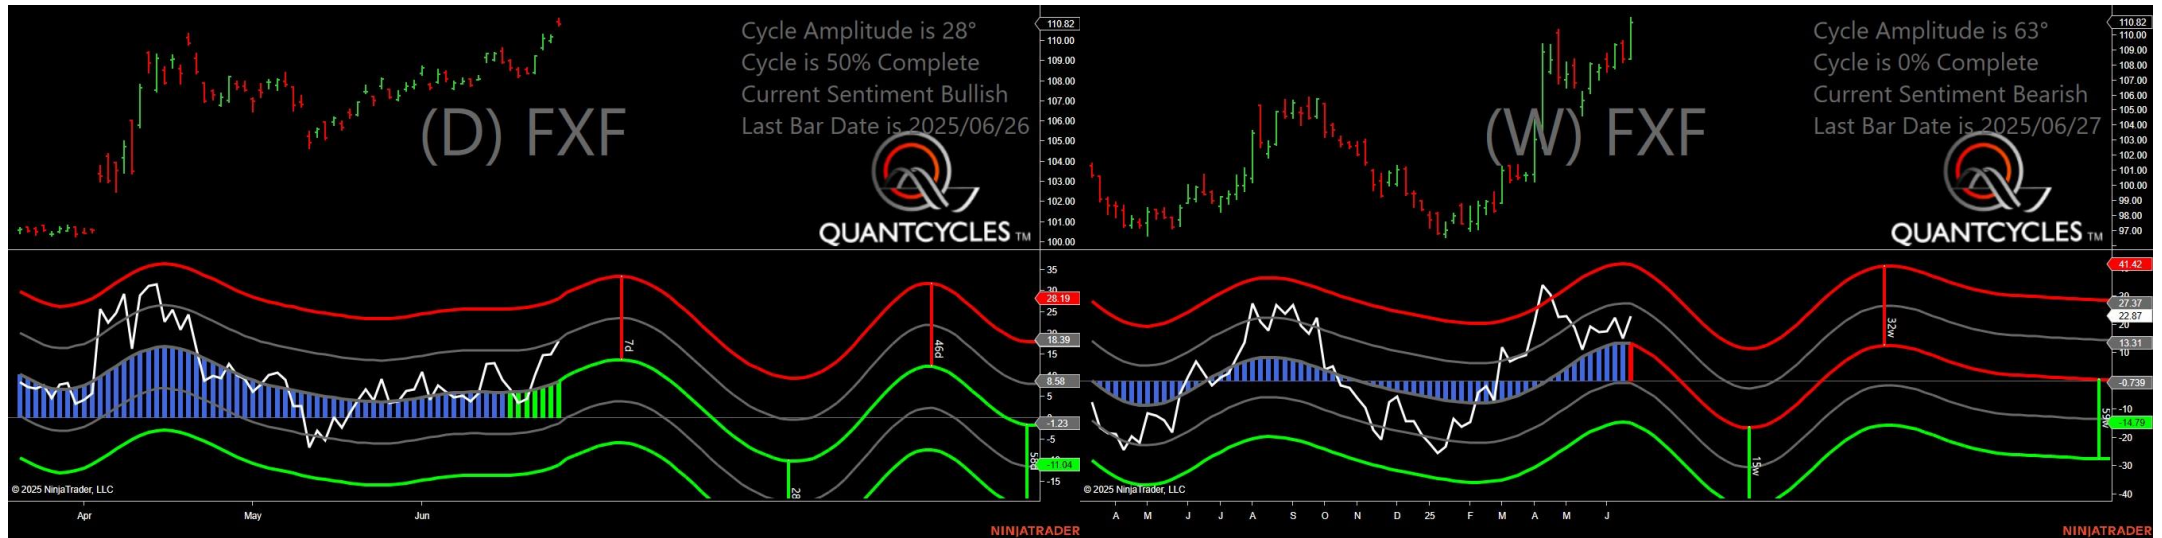 Cycle Amplitude is 28°
Cycle is 50% Complete
Current Sentiment Bullish
Last Bar Date is 2025/06/26
(D) FXF
QUANTCYCLES TM
110.82
110.00
109.00
108.00
107.00
106.00
105.00
104.00
103.00
102.00
101.00
100.00
35
30
28.19
25
20
18.39
15
8.58
5
0
-1.23
-5
-11.04
-15
7d
46d
28
58d
© 2025 NinjaTrader, LLC
Apr May Jun
NINJATRADER
Cycle Amplitude is 63°
Cycle is 0% Complete
Current Sentiment Bearish
Last Bar Date is 2025/06/27
(W) FXF
QUANTCYCLES TM
110.82
110.00
109.00
108.00
107.00
106.00
105.00
104.00
103.00
102.00
101.00
100.00
99.00
98.00
97.00
41.42
30
27.37
22.87
20
13.31
10
-0.739
-10
-14.79
-20
-30
-40
32w
15w
59w
© 2025 NinjaTrader, LLC
A M J J A S O N D 25 F M A M J
NINJATRADER